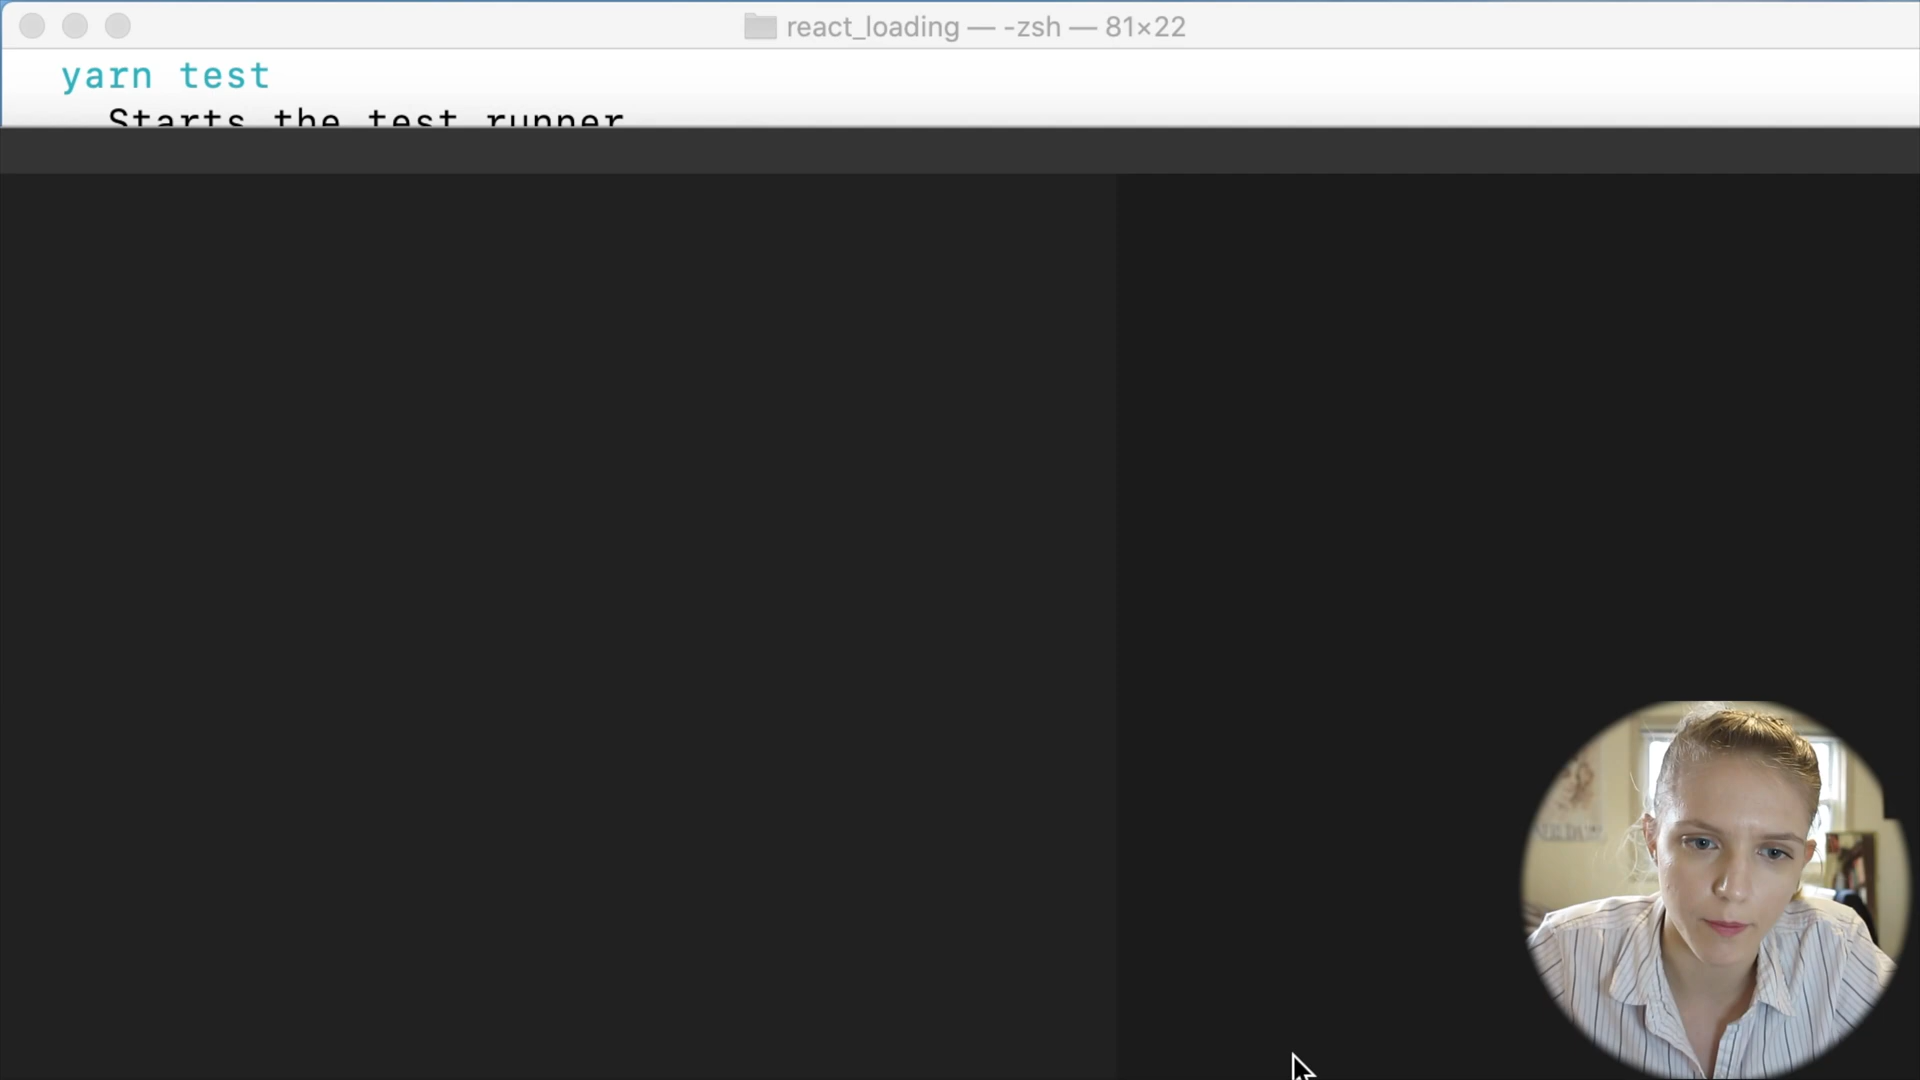 react_loading — -zsh — 81×22
yarn test
Starts the test runner